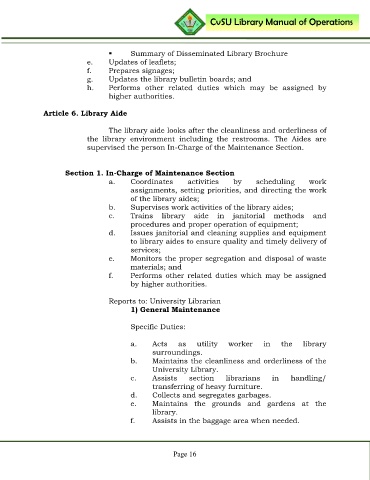 CvSU Library Manual of Operations
▪ Summary of Disseminated Library Brochure
e. Updates of leaflets;
f. Prepares signages;
g. Updates the library bulletin boards; and
h. Performs other related duties which may be assigned by
higher authorities.
Article 6. Library Aide
The library aide looks after the cleanliness and orderliness of
the library environment including the restrooms. The Aides are
supervised the person In-Charge of the Maintenance Section.
Section 1. In-Charge of Maintenance Section
a. Coordinates activities by scheduling work
assignments, setting priorities, and directing the work
of the library aides;
b. Supervises work activities of the library aides;
c. Trains library aide in janitorial methods and
procedures and proper operation of equipment;
d. Issues janitorial and cleaning supplies and equipment
to library aides to ensure quality and timely delivery of
services;
e. Monitors the proper segregation and disposal of waste
materials; and
f. Performs other related duties which may be assigned
by higher authorities.
Reports to: University Librarian
1) General Maintenance
Specific Duties:
a. Acts as utility worker in the library
surroundings.
b. Maintains the cleanliness and orderliness of the
University Library.
c. Assists section librarians in handling/
transferring of heavy furniture.
d. Collects and segregates garbages.
e. Maintains the grounds and gardens at the
library.
f. Assists in the baggage area when needed.
Page 16